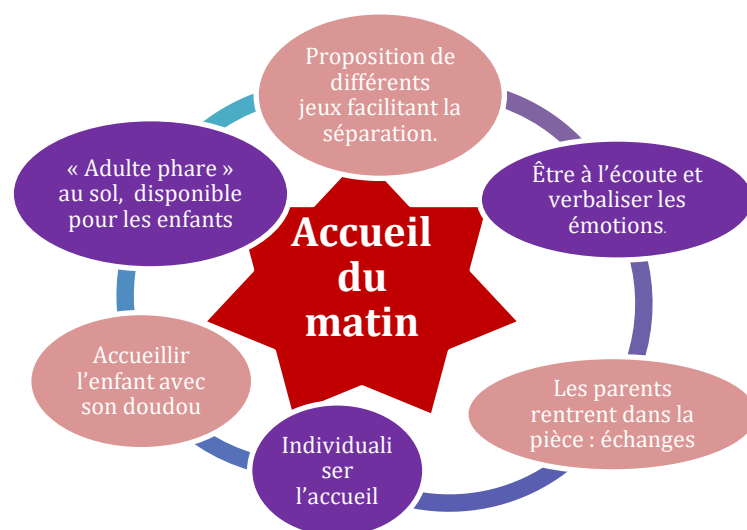 Proposition de
différents
jeux facilitant la
séparation.
Être à l'écoute et
verbaliser les
émotions.
Les parents
rentrent dans la
pièce : échanges
Individuali
ser
l'accueil
Accueillir
l'enfant avec
son doudou
« Adulte phare »
au sol, disponible
pour les enfants
Accueil
du
matin